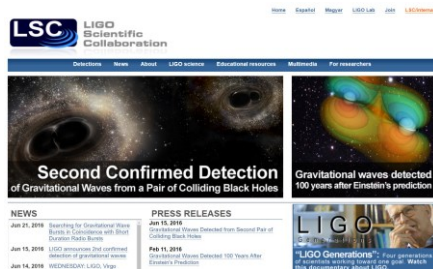 Home Español Magyar LIGO Lab Join LSC/Internal
LSC
LIGO
Scientific
Collaboration
Detections News About LIGO science Educational resources Multimedia For researchers
Second Confirmed Detection
of Gravitational Waves from a Pair of Colliding Black Holes
Gravitational waves detected
100 years after Einstein's prediction
NEWS
Jun 21, 2016 Searching for Gravitational Wave
Bursts in Coincidence with Short
Duration Radio Bursts
Jun 15, 2016 LIGO announces 2nd confirmed
detection of gravitational waves
Jun 14, 2016 WEDNESDAY: LIGO, Virgo
PRESS RELEASES
Jun 15, 2016
Gravitational Waves Detected from Second Pair of
Colliding Black Holes
Feb 11, 2016
Gravitational Waves Detected 100 Years After
Einstein's Prediction
LIGO
"LIGO Generations": Four generations
of scientists working toward one goal. Watch
this documentary about LIGO